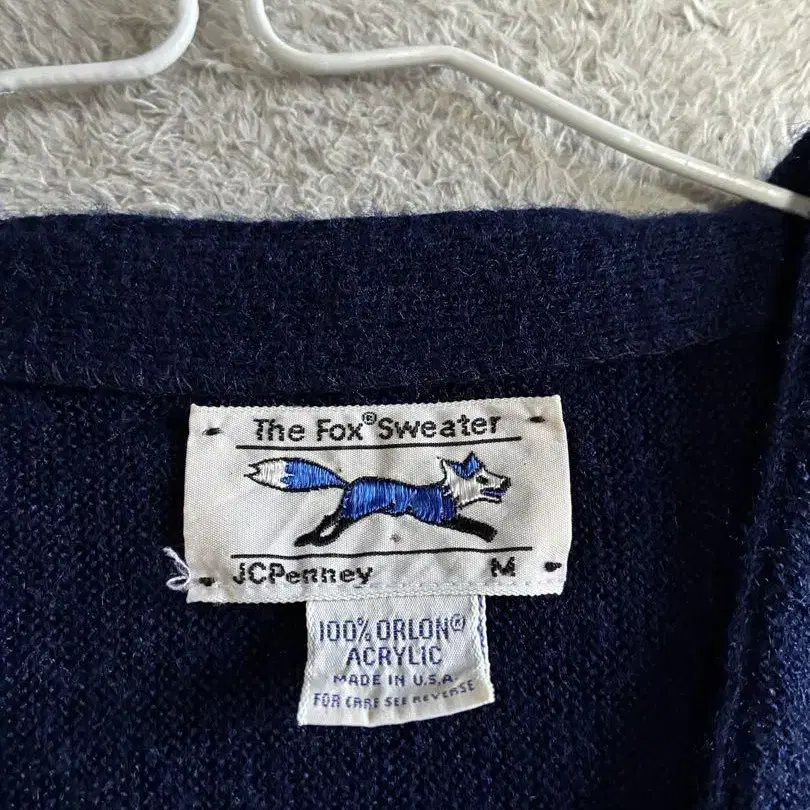 The Fox® Sweater
JCPenney M
100% ORLON®
ACRYLIC
MADE IN U.S.A.
FOR CARE SEE REVERSE